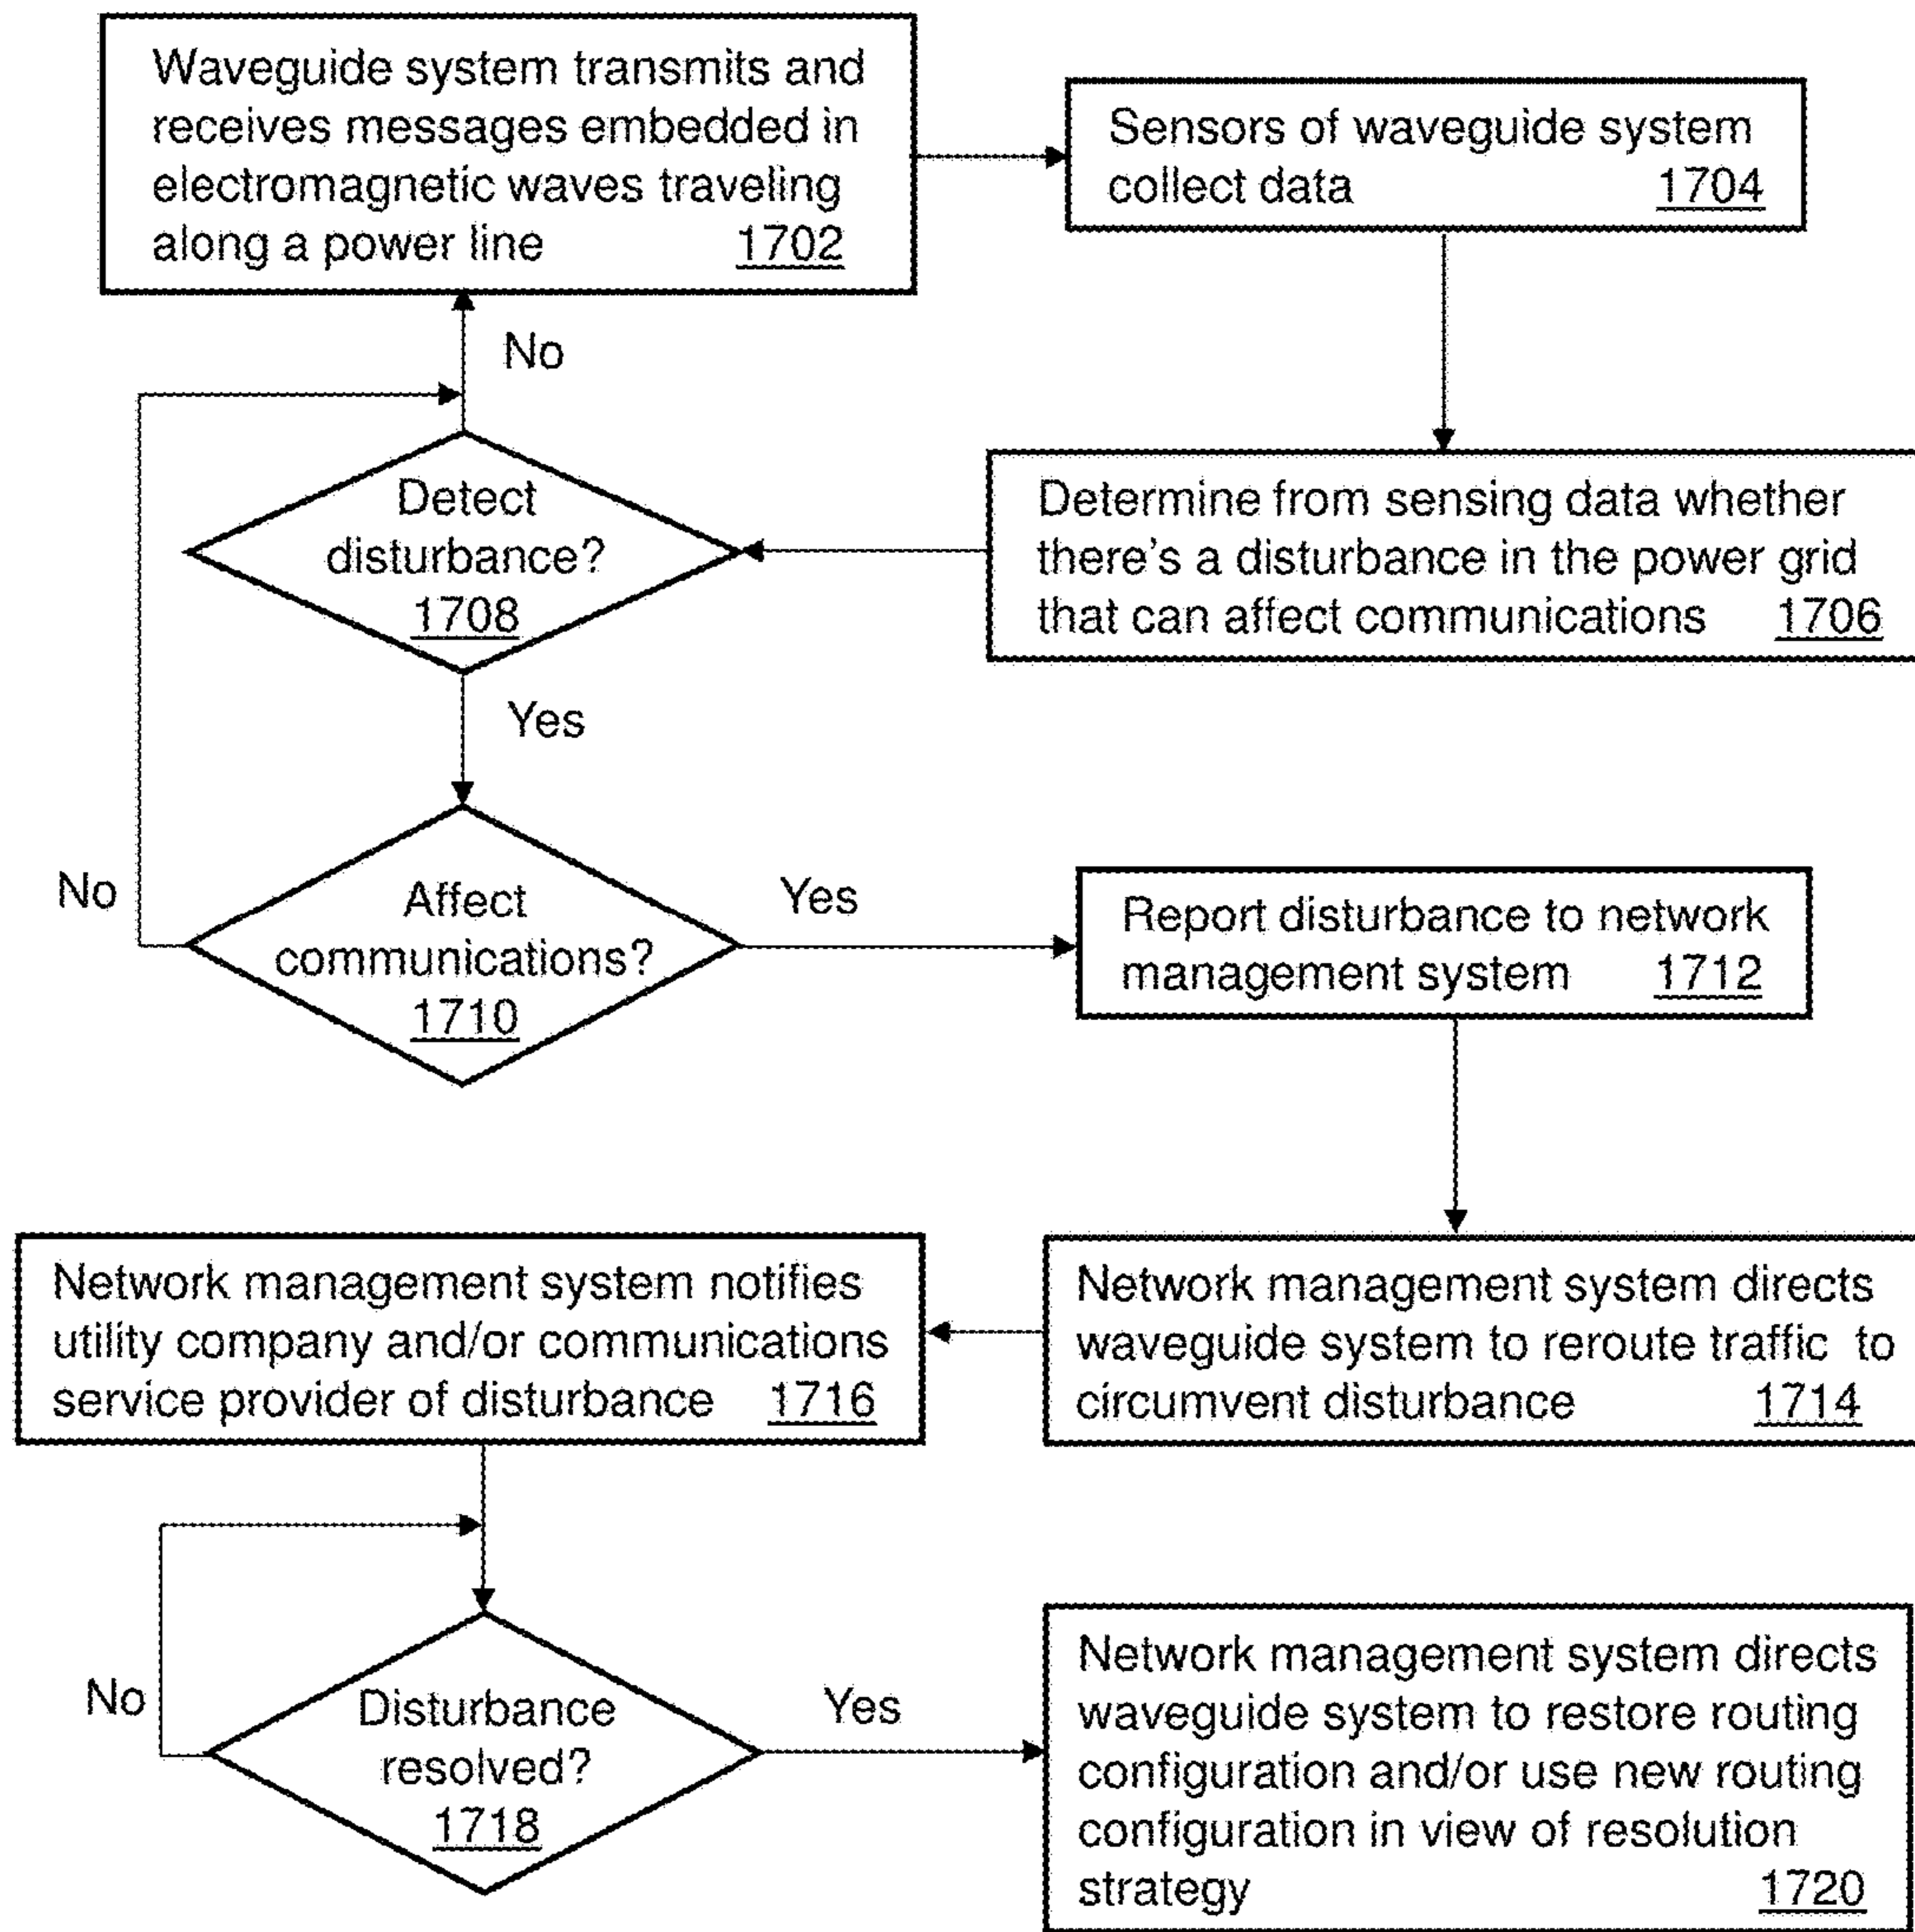 Waveguide system transmits and
receives messages embedded in
electromagnetic waves traveling
along a power line 1702
Sensors of waveguide system
collect data 1704
No
Detect
disturbance?
1708
Determine from sensing data whether
there's a disturbance in the power grid
that can affect communications 1706
Yes
No
Affect
communications?
1710
Yes
Report disturbance to network
management system 1712
Network management system notifies
utility company and/or communications
service provider of disturbance 1716
Network management system directs
waveguide system to reroute traffic to
circumvent disturbance 1714
No
Disturbance
resolved?
1718
Yes
Network management system directs
waveguide system to restore routing
configuration and/or use new routing
configuration in view of resolution
strategy 1720